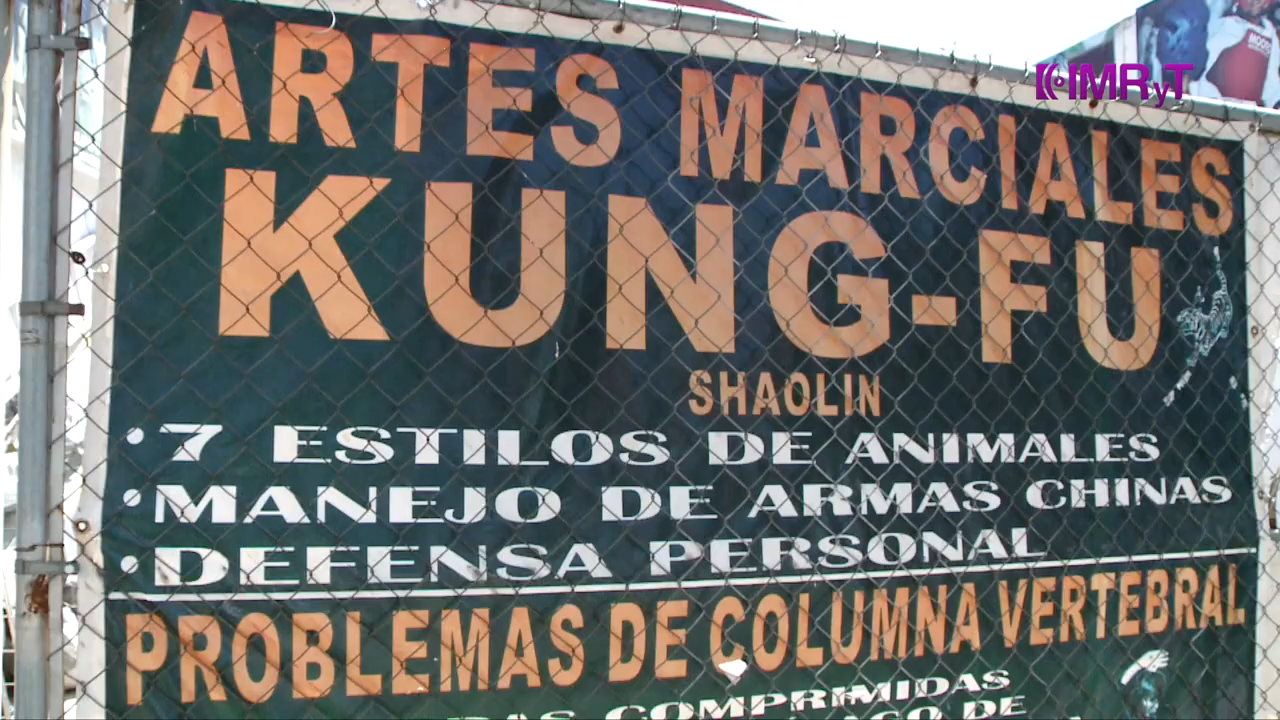 IMRyT
ARTES MARCIALES
KUNG-FU
SHAOLIN
•7 ESTILOS DE ANIMALES
•MANEJO DE ARMAS CHINAS
•DEFENSA PERSONAL
PROBLEMAS DE COLUMNA VERTEBRAL
COMPRIMIDAS
DE